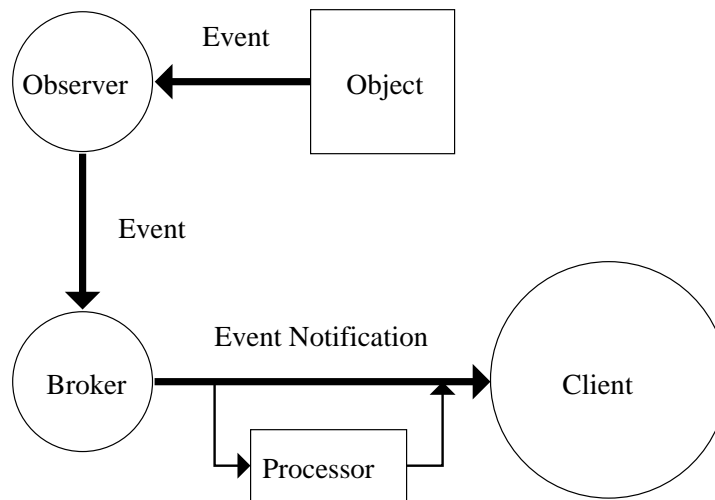 Event
Observer
Object
Event
Event Notification
Broker
Client
Processor